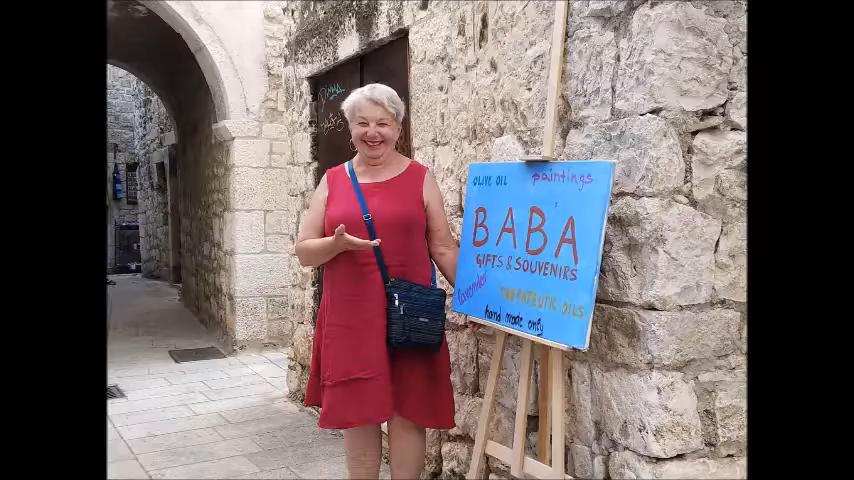 OLIVE OIL paintings
BABA
GIFTS & SOUVENIRS
lavender
THERAPEUTIC OILS
hand made only